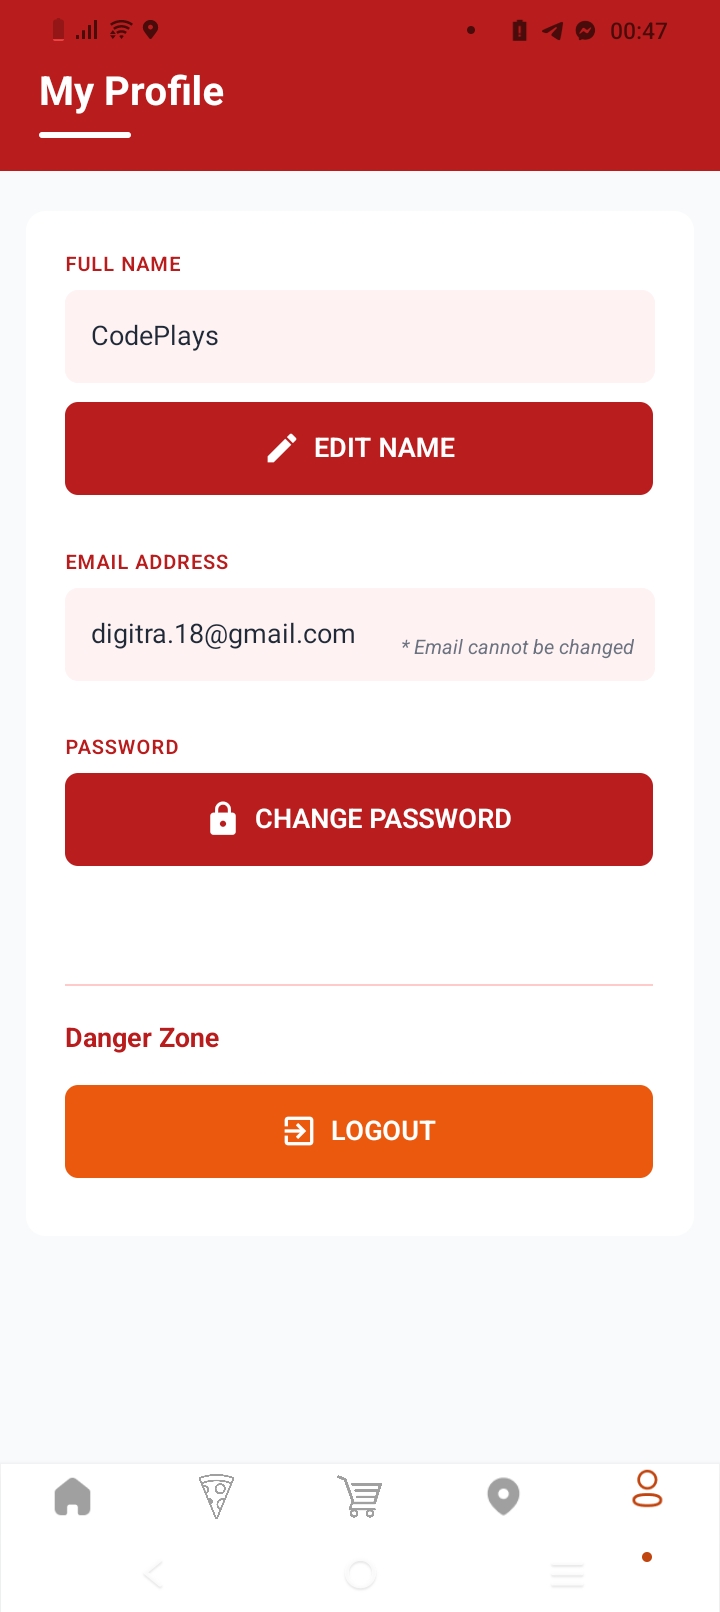 00:47
My Profile
FULL NAME
CodePlays
EDIT NAME
EMAIL ADDRESS
digitra.18@gmail.com
* Email cannot be changed
PASSWORD
CHANGE PASSWORD
Danger Zone
LOGOUT